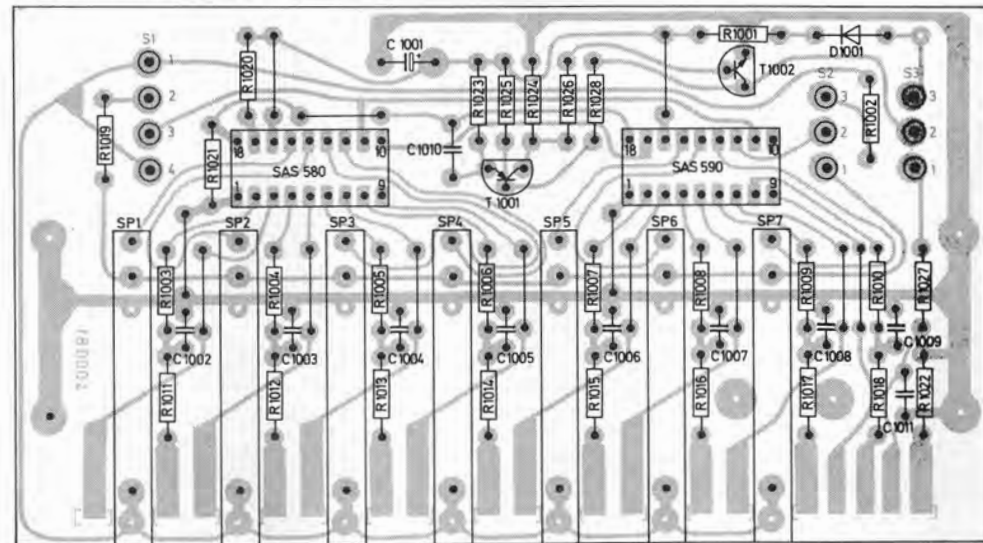 S1
1
2
3
4
R1019
R1020
R1021
C 1001
R1023
R1025
R1024
R1026
R1028
C1010
T 1001
R1001
D1001
T1002
S2
3
2
1
R1002
S3
3
2
1
18
10
SAS 580
1
9
18
10
SAS 590
1
9
SP1
SP2
SP3
SP4
SP5
SP6
SP7
R1003
R1004
R1005
R1006
R1007
R1008
R1009
R1010
R1027
C1002
C1003
C1004
C1005
C1006
C1007
C1008
C1009
R1011
R1012
R1013
R1014
R1015
R1016
R1017
R1018
R1022
C1011